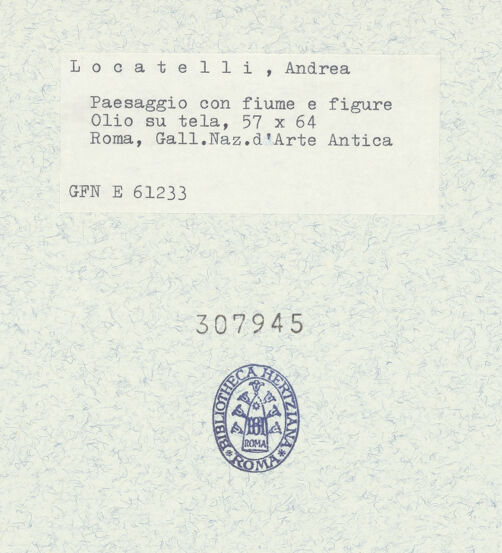 L o c a t e l l i , Andrea
Paesaggio con fiume e figure
Olio su tela, 57 x 64
Roma, Gall.Naz.d'Arte Antica
GFN E 61233
307945
BIBLIOTHECA HERTZIANA
BH
ROMA
* ROMA *